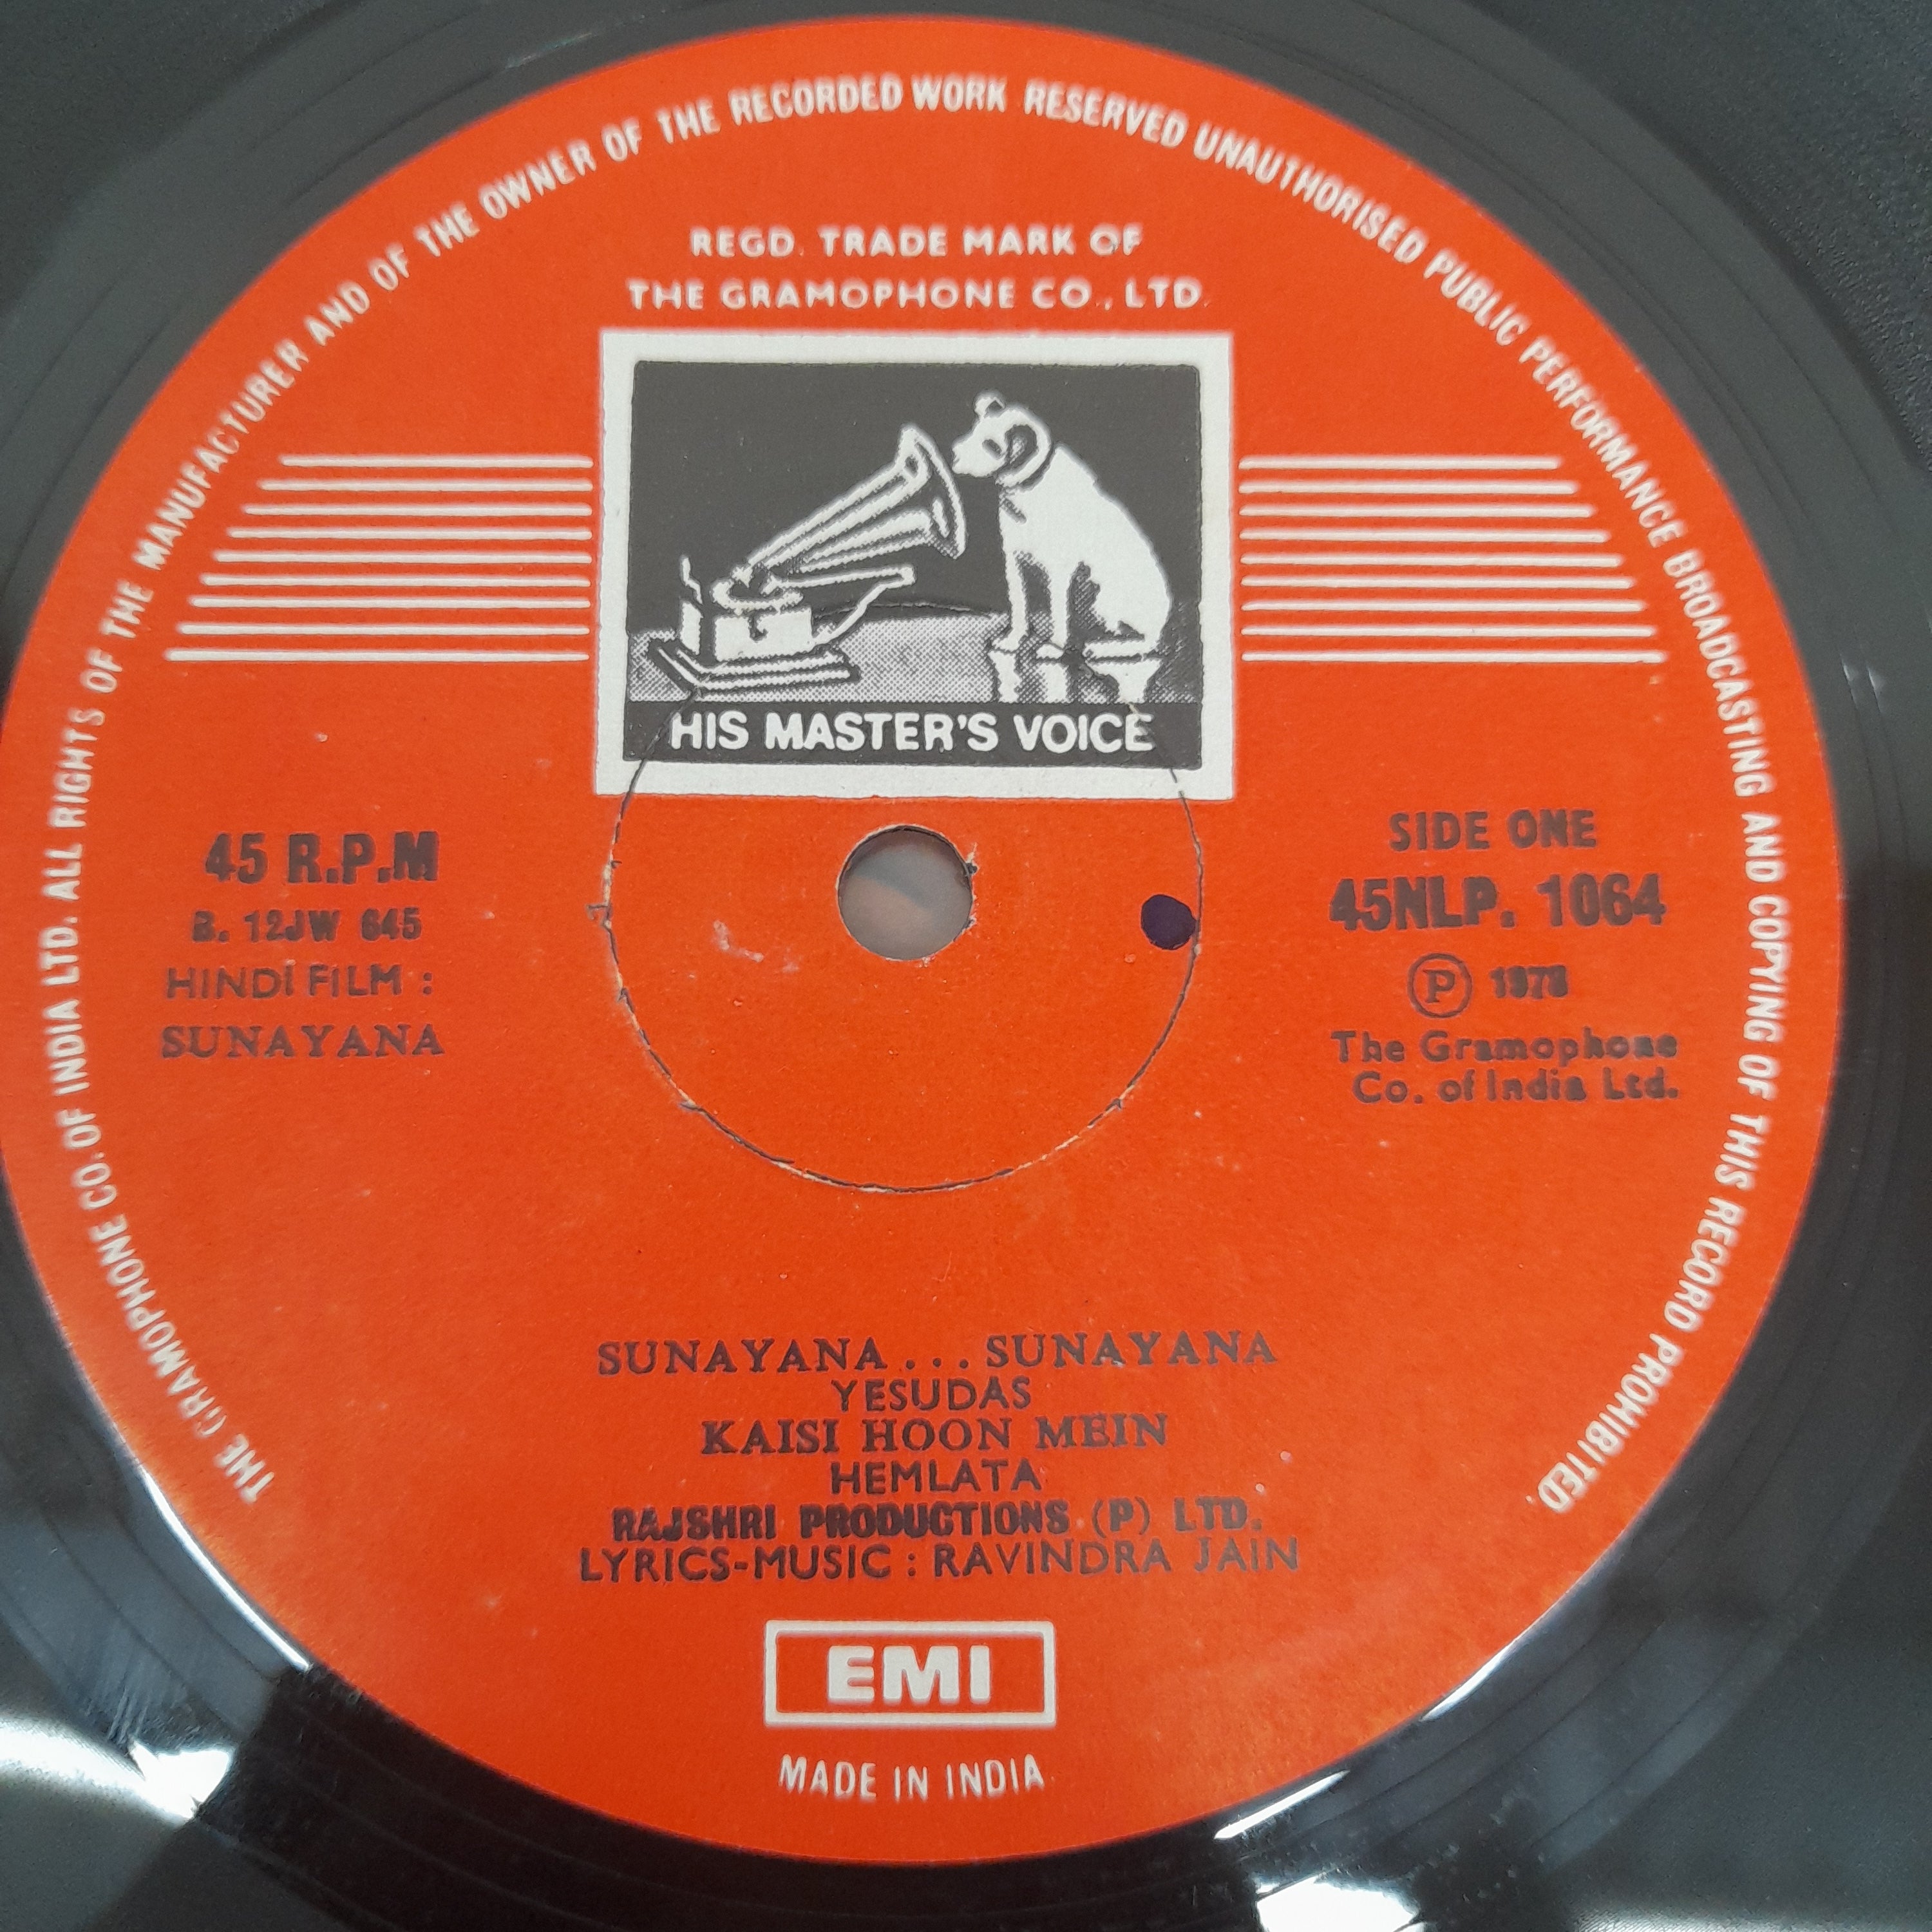 THE GRAMOPHONE CO. OF INDIA LTD. ALL RIGHTS OF THE MANUFACTURER AND OF THE OWNER OF THE RECORDED WORK RESERVED UNAUTHORISED PUBLIC PERFORMANCE BROADCASTING AND COPYING OF THIS RECORD PROHIBITED.
REGD. TRADE MARK OF
THE GRAMOPHONE CO., LTD.
HIS MASTER'S VOICE
45 R.P.M
B. 12JW 645
HINDI FILM :
SUNAYANA
SIDE ONE
45NLP. 1064
Ⓟ 1978
The Gramophone
Co. of India Ltd.
SUNAYANA...SUNAYANA
YESUDAS
KAISI HOON MEIN
HEMLATA
RAJSHRI PRODUCTIONS (P) LTD.
LYRICS-MUSIC : RAVINDRA JAIN
EMI
MADE IN INDIA